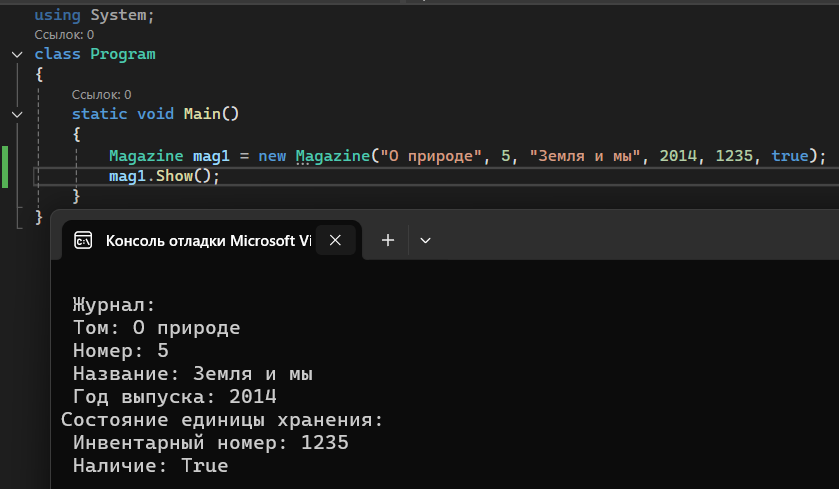 using System;
Ссылок: 0
class Program
{
Ссылок: 0
static void Main()
{
Magazine mag1 = new Magazine("О природе", 5, "Земля и мы", 2014, 1235, true);
mag1.Show();
}
}
Консоль отладки Microsoft Vi
Журнал:
Том: О природе
Номер: 5
Название: Земля и мы
Год выпуска: 2014
Состояние единицы хранения:
Инвентарный номер: 1235
Наличие: True